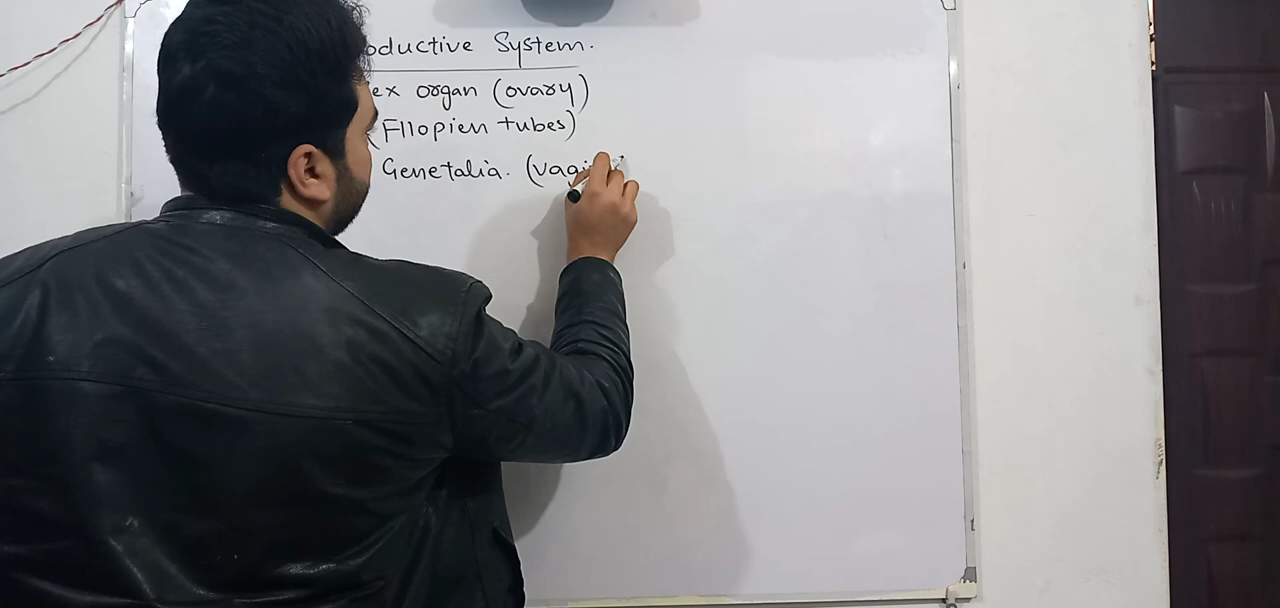 oductive System.
ex organ (ovary)
(Fllopien tubes)
Genetalia. (vagi